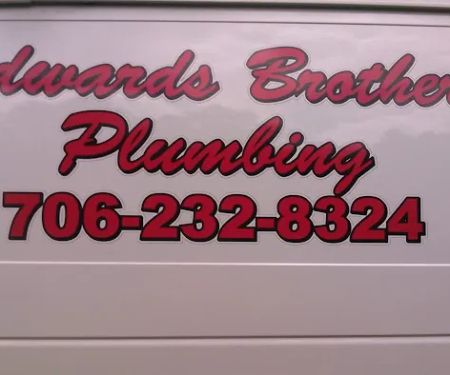 dwards Brother
Plumbing
706-232-8324